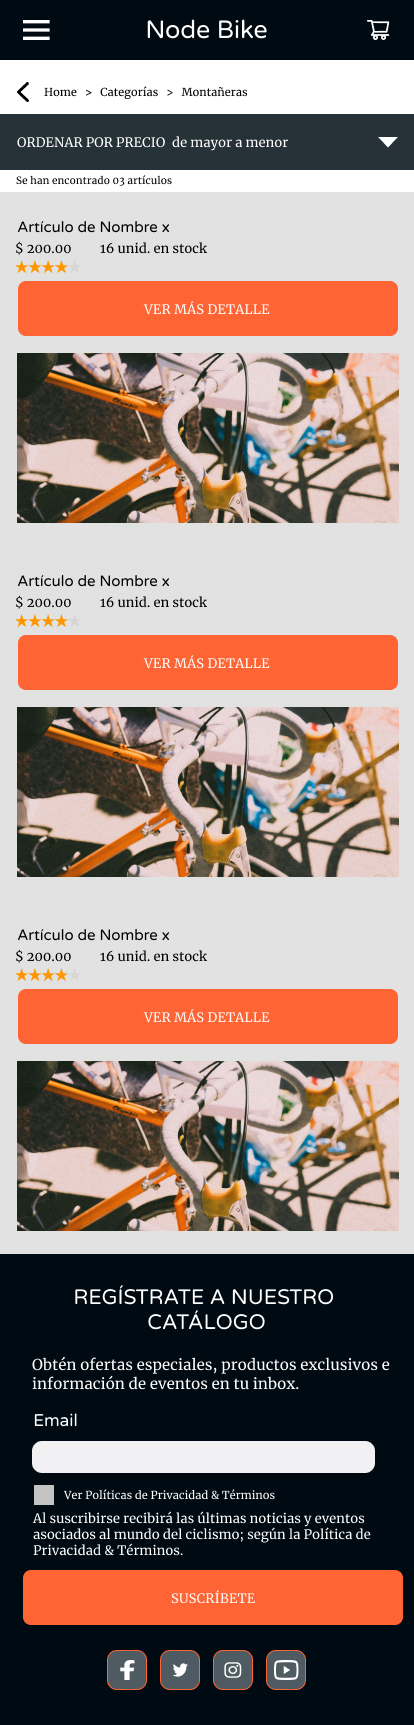 Node Bike
Home > Categorías > Montañeras
ORDENAR POR PRECIO de mayor a menor
Se han encontrado 03 artículos
Artículo de Nombre x
$ 200.00 16 unid. en stock
VER MÁS DETALLE
Artículo de Nombre x
$ 200.00 16 unid. en stock
VER MÁS DETALLE
Artículo de Nombre x
$ 200.00 16 unid. en stock
VER MÁS DETALLE
REGÍSTRATE A NUESTRO
CATÁLOGO
Obtén ofertas especiales, productos exclusivos e
información de eventos en tu inbox.
Email
Ver Políticas de Privacidad & Términos
Al suscribirse recibirá las últimas noticias y eventos
asociados al mundo del ciclismo; según la Política de
Privacidad & Términos.
SUSCRÍBETE